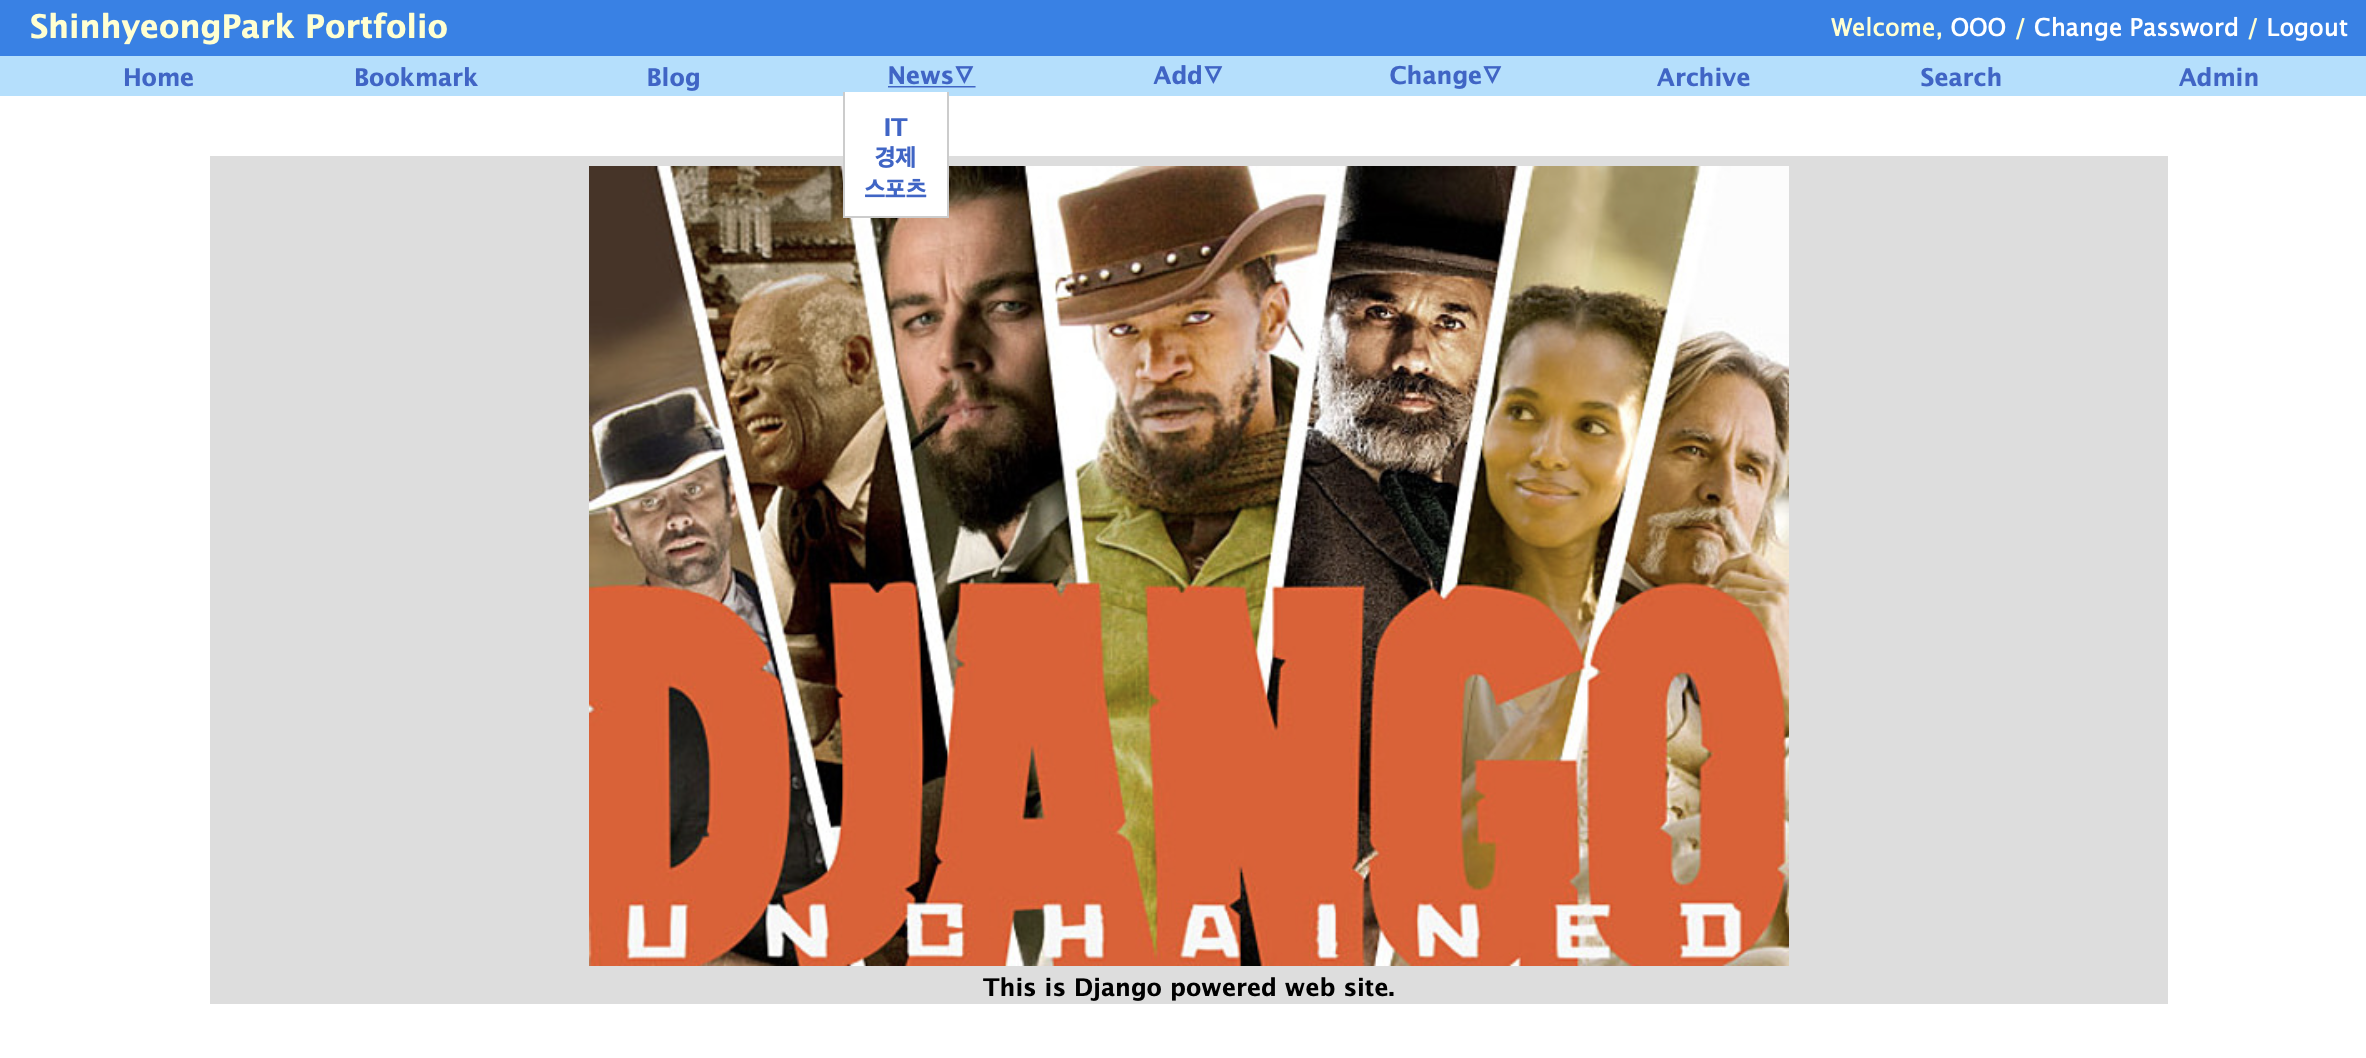 ShinhyeongPark Portfolio
Welcome, OOO / Change Password / Logout
Home Bookmark Blog News▽ Add▽ Change▽ Archive Search Admin
IT
경제
스포츠
DJANGO
UNCHAINED
This is Django powered web site.